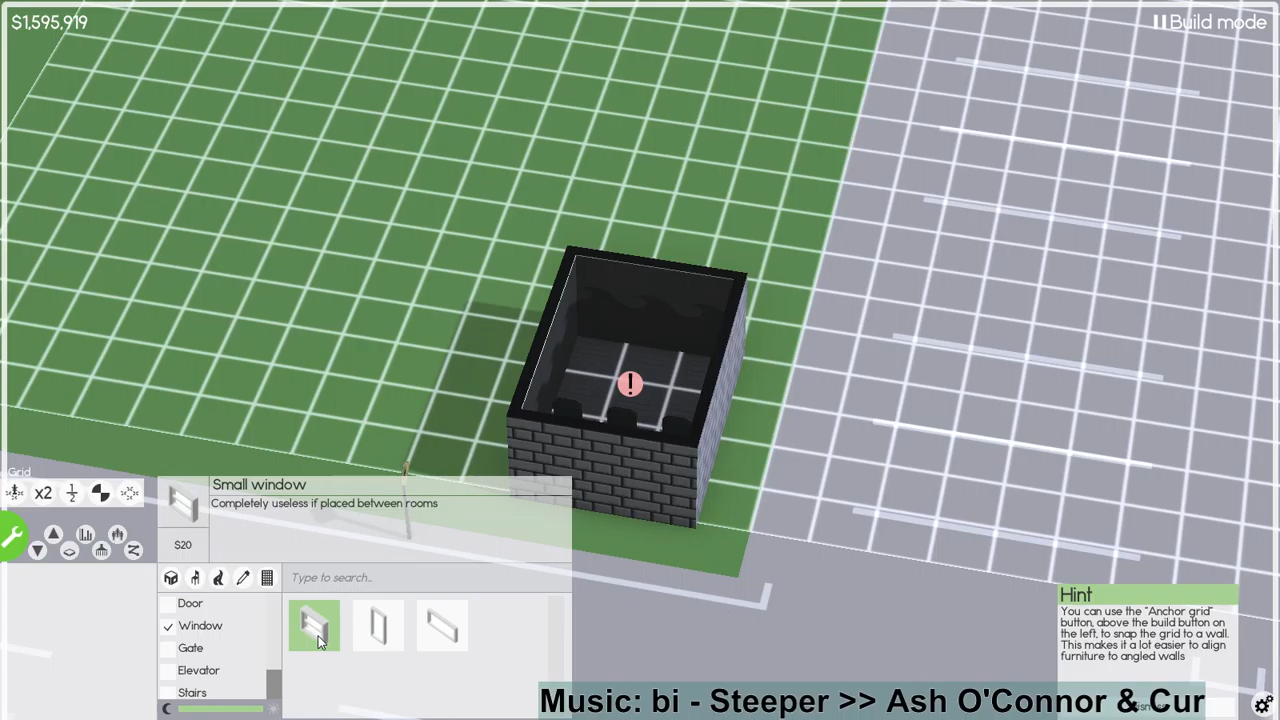 $1,595,919
Build mode
Grid
x2
1/2
Small window
Completely useless if placed between rooms
$20
Type to search...
Door
Window
Gate
Elevator
Stairs
Hint
You can use the "Anchor grid"
button, above the build button on
the left, to snap the grid to a wall.
This makes it a lot easier to align
furniture to angled walls
Music: bi - Steeper >> Ash O'Connor & Cur